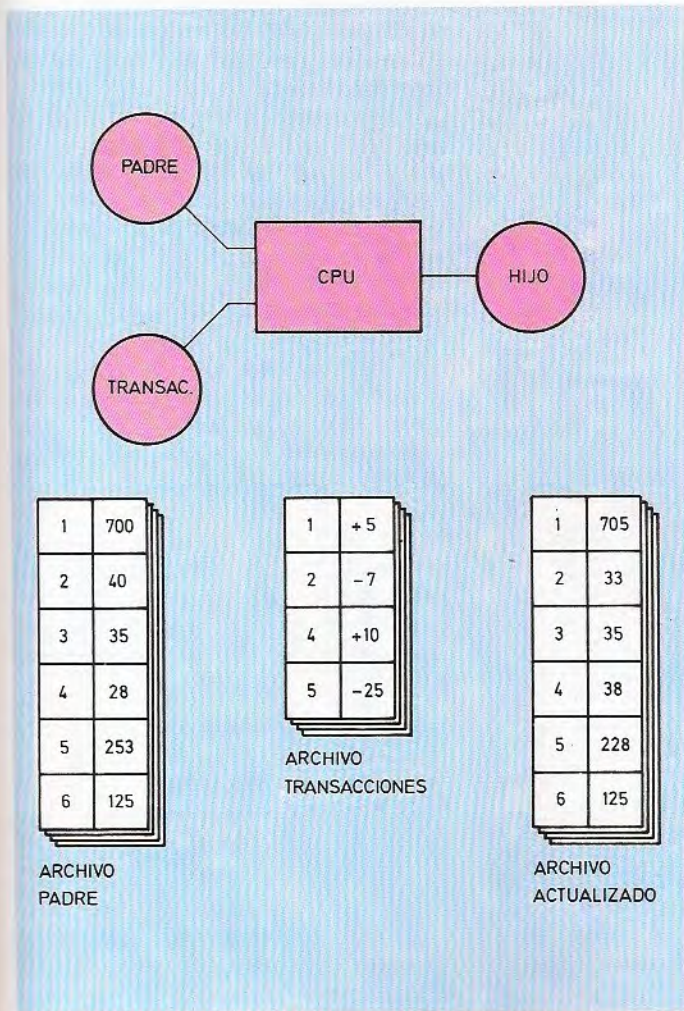 PADRE
CPU
HIJO
TRANSAC.
1 700
2 40
3 35
4 28
5 253
6 125
ARCHIVO
PADRE
1 +5
2 -7
4 +10
5 -25
ARCHIVO
TRANSACCIONES
1 705
2 33
3 35
4 38
5 228
6 125
ARCHIVO
ACTUALIZADO